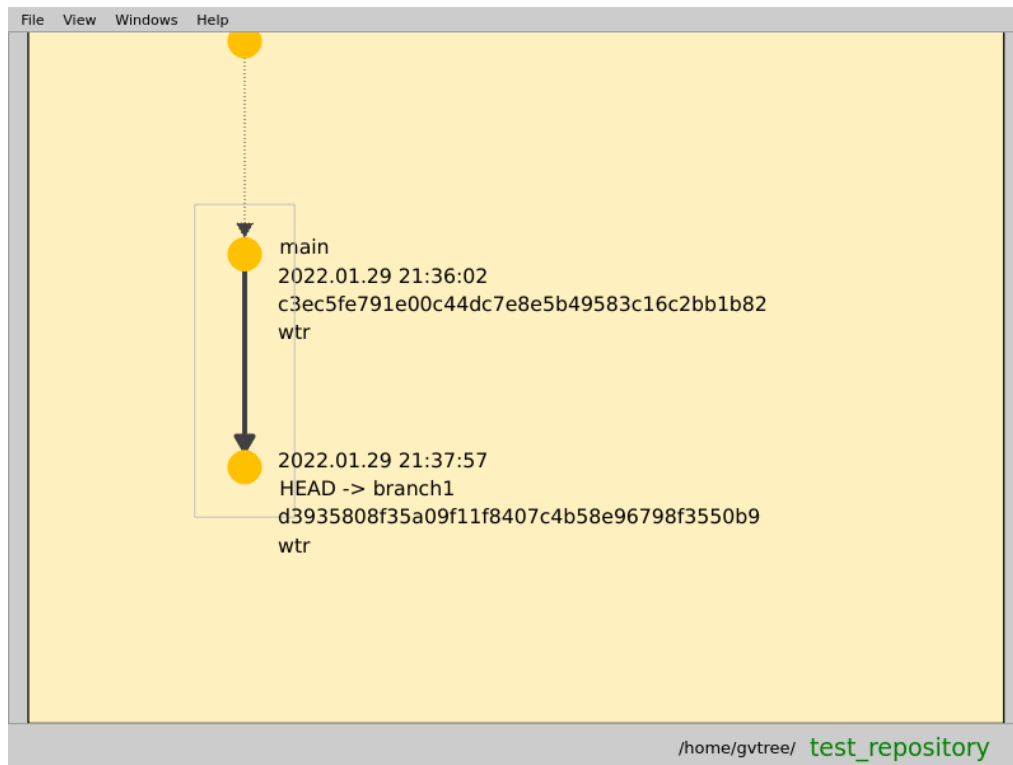 File View Windows Help
main
2022.01.29 21:36:02
c3ec5fe791e00c44dc7e8e5b49583c16c2bb1b82
wtr
2022.01.29 21:37:57
HEAD -> branch1
d3935808f35a09f11f8407c4b58e96798f3550b9
wtr
/home/gvtree/ test_repository